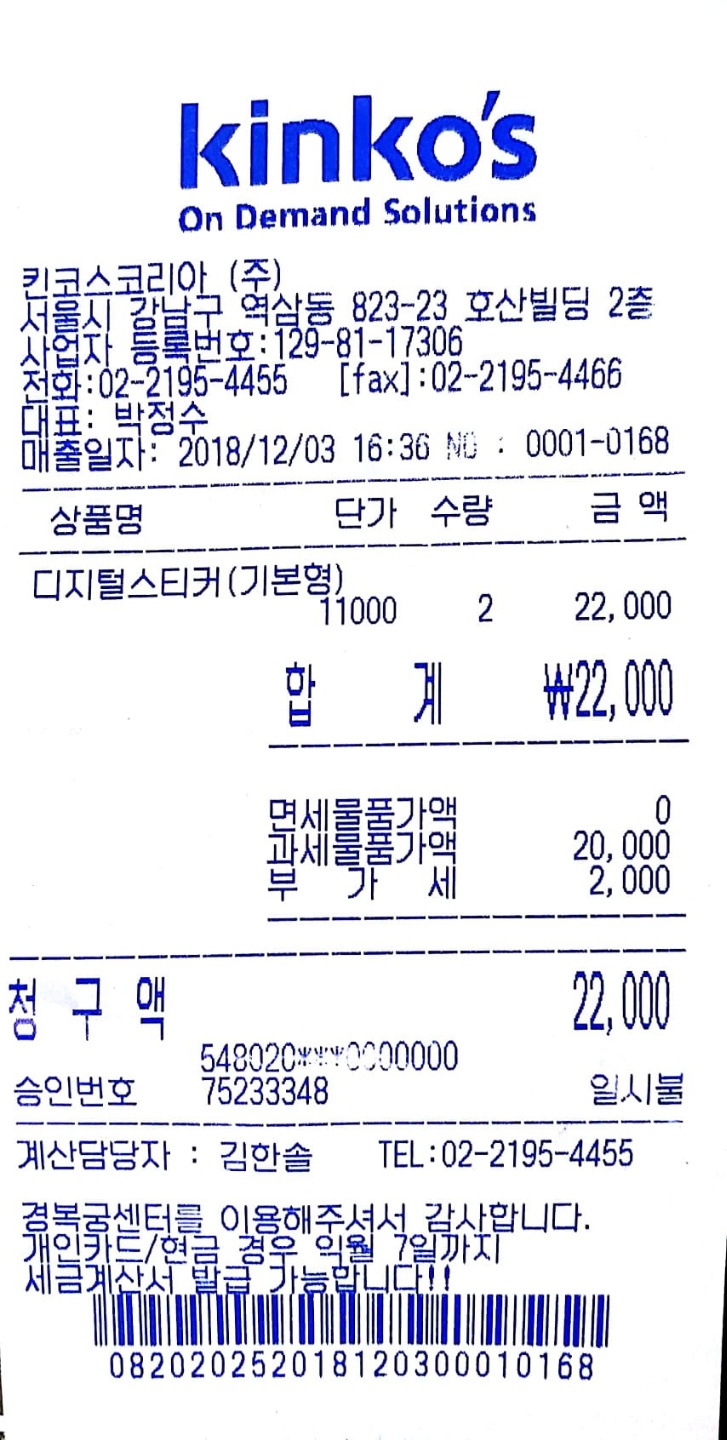 kinko's
On Demand Solutions
킨코스코리아 (주)
서울시 강남구 역삼동 823-23 호산빌딩 2층
사업자 등록번호:129-81-17306
전화:02-2195-4455 [fax]:02-2195-4466
대표: 박정수
매출일자: 2018/12/03 16:36 NO : 0001-0168
상품명 단가 수량 금 액
디지털스티커(기본형)
11000 2 22,000
합 계 ₩22,000
면세물품가액 0
과세물품가액 20,000
부 가 세 2,000
청 구 액 22,000
548020***0000000
승인번호 75233348 일시불
계산담당자 : 김한솔 TEL:02-2195-4455
경복궁센터를 이용해주셔서 감사합니다.
개인카드/현금 경우 익월 7일까지
세금계산서 발급 가능합니다!!
08202025201812030001​0168